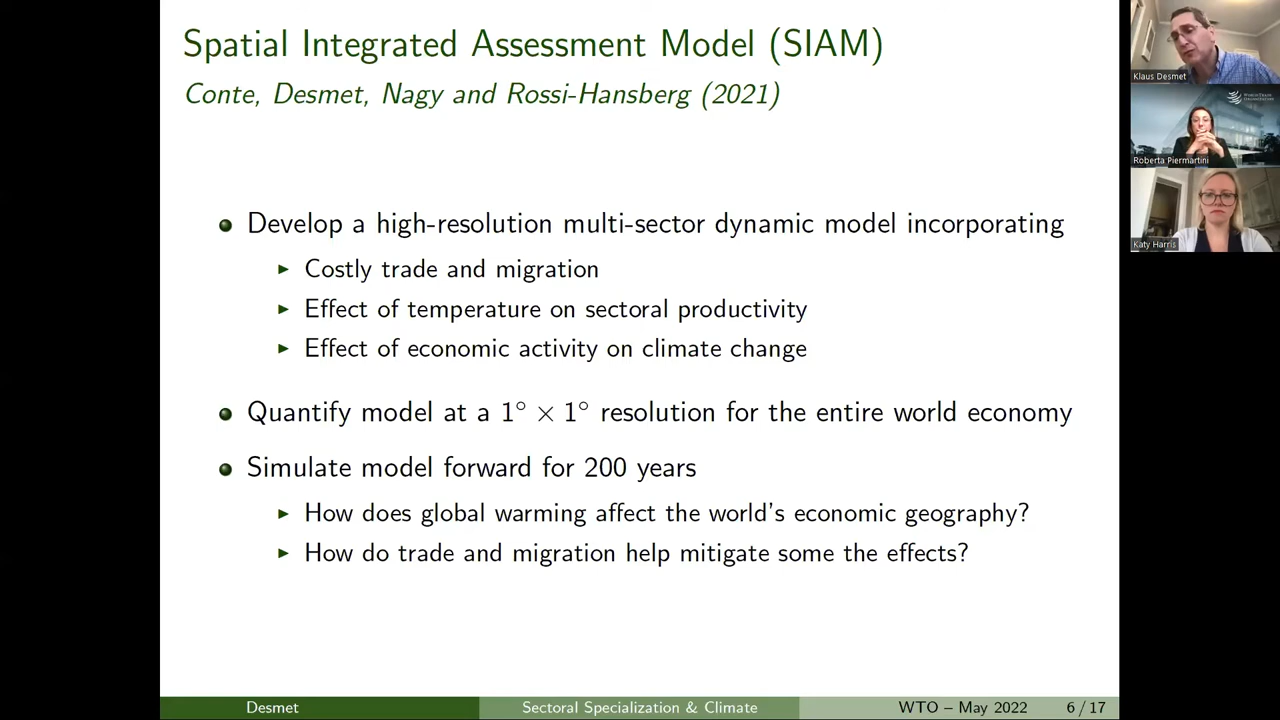 Spatial Integrated Assessment Model (SIAM)
Conte, Desmet, Nagy and Rossi-Hansberg (2021)
Develop a high-resolution multi-sector dynamic model incorporating
Costly trade and migration
Effect of temperature on sectoral productivity
Effect of economic activity on climate change
Quantify model at a 1° × 1° resolution for the entire world economy
Simulate model forward for 200 years
How does global warming affect the world's economic geography?
How do trade and migration help mitigate some the effects?
Desmet
Sectoral Specialization & Climate
WTO – May 2022
6 / 17
Klaus Desmet
Roberta Piermartini
Katy Harris